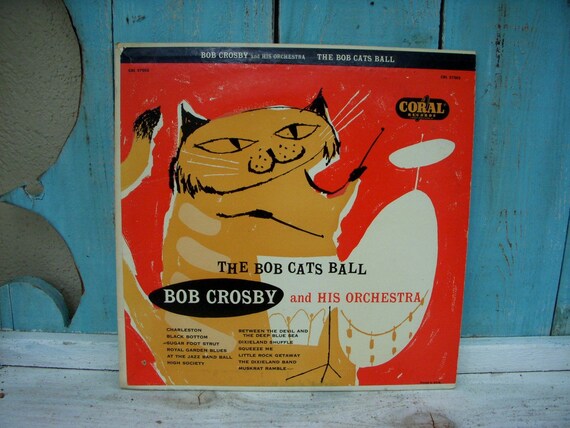 BOB CROSBY and HIS ORCHESTRA THE BOB CATS BALL
CORAL
RECORDS
THE BOB CATS BALL
BOB CROSBY and HIS ORCHESTRA
CHARLESTON
BLACK BOTTOM
SUGAR FOOT STRUT
ROYAL GARDEN BLUES
AT THE JAZZ BAND BALL
HIGH SOCIETY
BETWEEN THE DEVIL AND
THE DEEP BLUE SEA
DIXIELAND SHUFFLE
SQUEEZE ME
LITTLE ROCK GETAWAY
THE DIXIELAND BAND
MUSKRAT RAMBLE